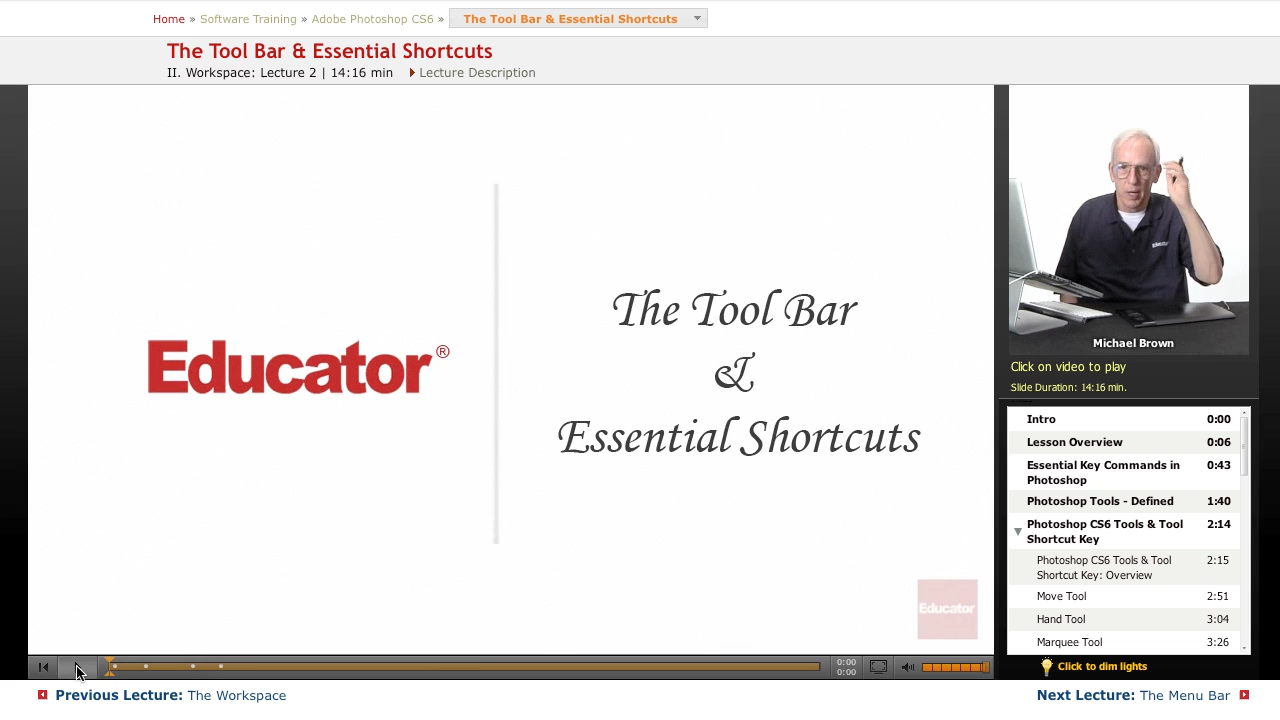 Home » Software Training » Adobe Photoshop CS6 » The Tool Bar & Essential Shortcuts
The Tool Bar & Essential Shortcuts
II. Workspace: Lecture 2 | 14:16 min Lecture Description
Educator®
The Tool Bar
&
Essential Shortcuts
Educator
Michael Brown
Click on video to play
Slide Duration: 14:16 min.
Intro 0:00
Lesson Overview 0:06
Essential Key Commands in 0:43
Photoshop
Photoshop Tools - Defined 1:40
Photoshop CS6 Tools & Tool 2:14
Shortcut Key
Photoshop CS6 Tools & Tool 2:15
Shortcut Key: Overview
Move Tool 2:51
Hand Tool 3:04
Marquee Tool 3:26
0:00
0:00
Click to dim lights
Previous Lecture: The Workspace
Next Lecture: The Menu Bar